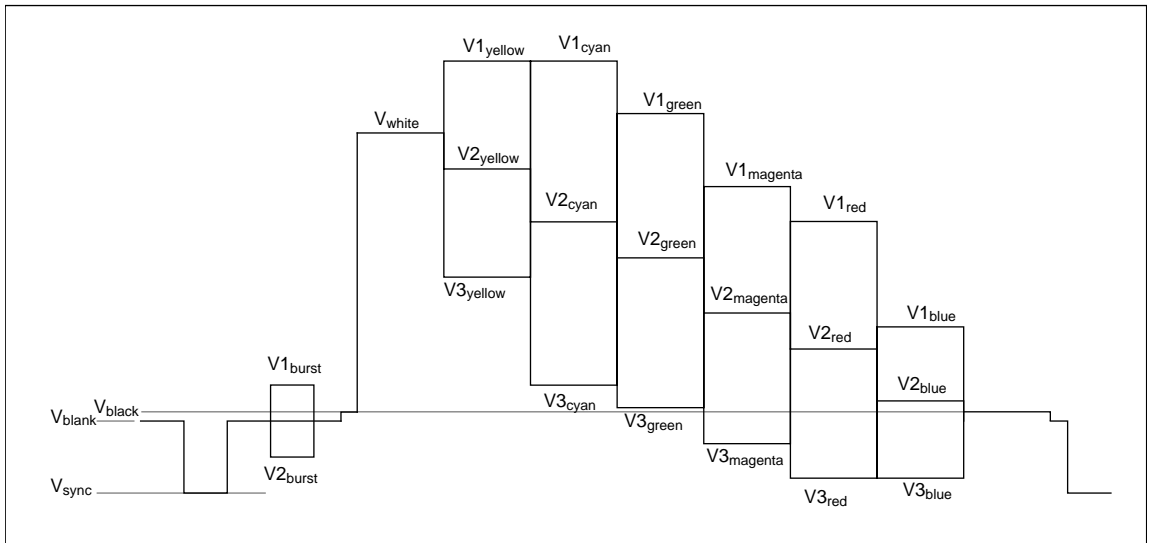 V1yellow
V1cyan
V1green
Vwhite
V2yellow
V1magenta
V2cyan
V1red
V2green
V3yellow
V2magenta
V1blue
V2red
V1burst
V2blue
V3cyan
Vblack
Vblank
V3green
V3magenta
V2burst
Vsync
V3red
V3blue